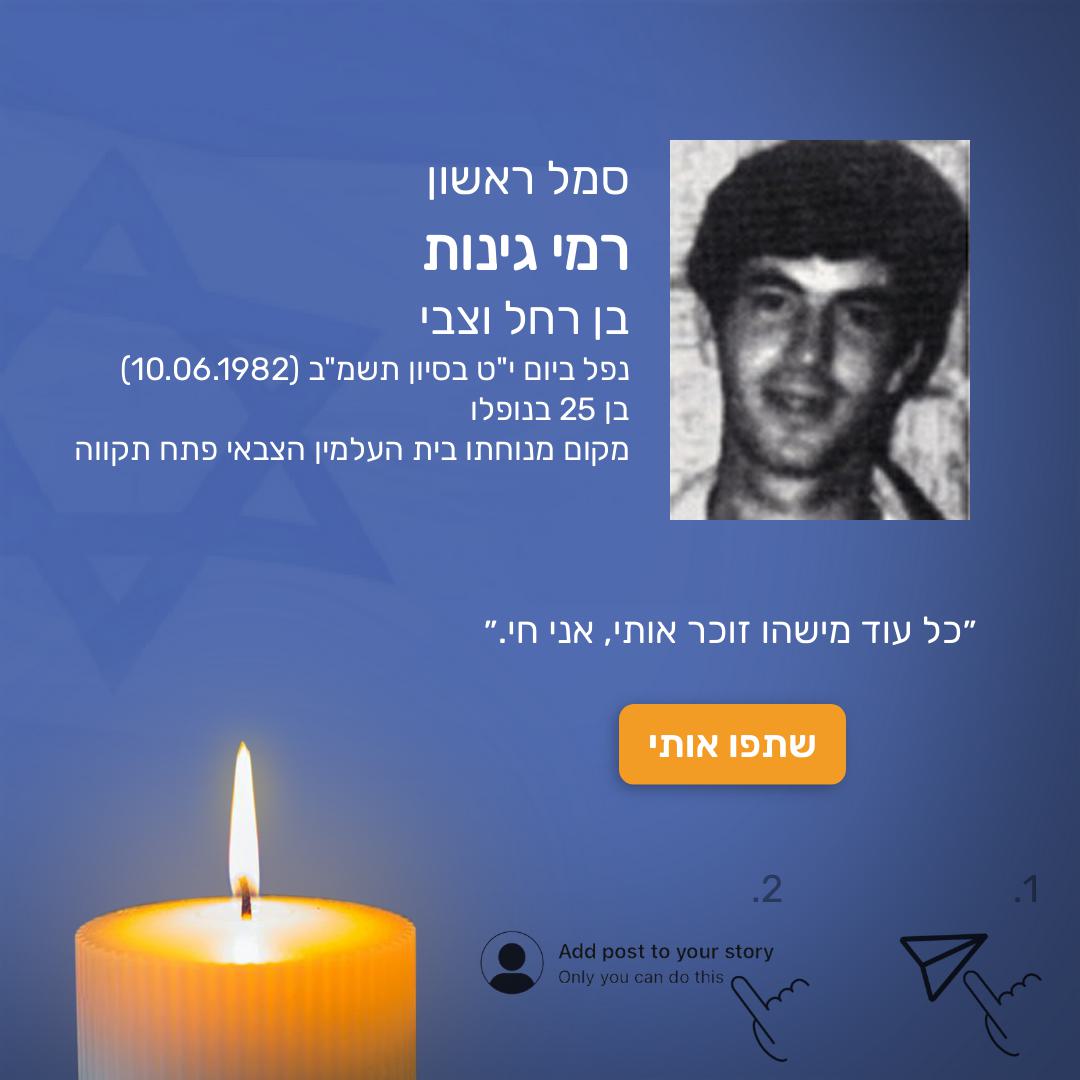 סמל ראשון
רמי גינות
בן רחל וצבי
נפל ביום י"ט בסיון תשמ"ב (10.06.1982)
בן 25 בנופלו
מקום מנוחתו בית העלמין הצבאי פתח תקווה
״כל עוד מישהו זוכר אותי, אני חי.״
שתפו אותי
.1
.2
Add post to your story
Only you can do this